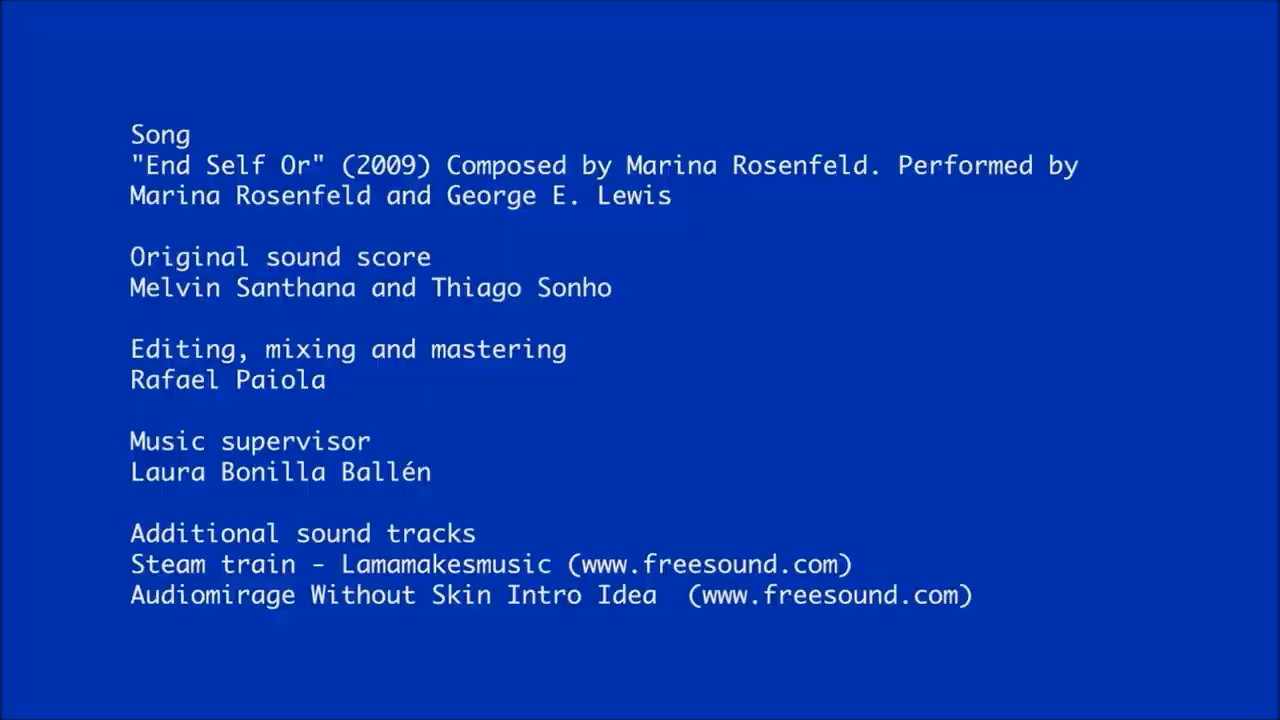 Song
"End Self Or" (2009) Composed by Marina Rosenfeld. Performed by
Marina Rosenfeld and George E. Lewis
Original sound score
Melvin Santhana and Thiago Sonho
Editing, mixing and mastering
Rafael Paiola
Music supervisor
Laura Bonilla Ballén
Additional sound tracks
Steam train - Lamamakesmusic (www.freesound.com)
Audiomirage Without Skin Intro Idea  (www.freesound.com)